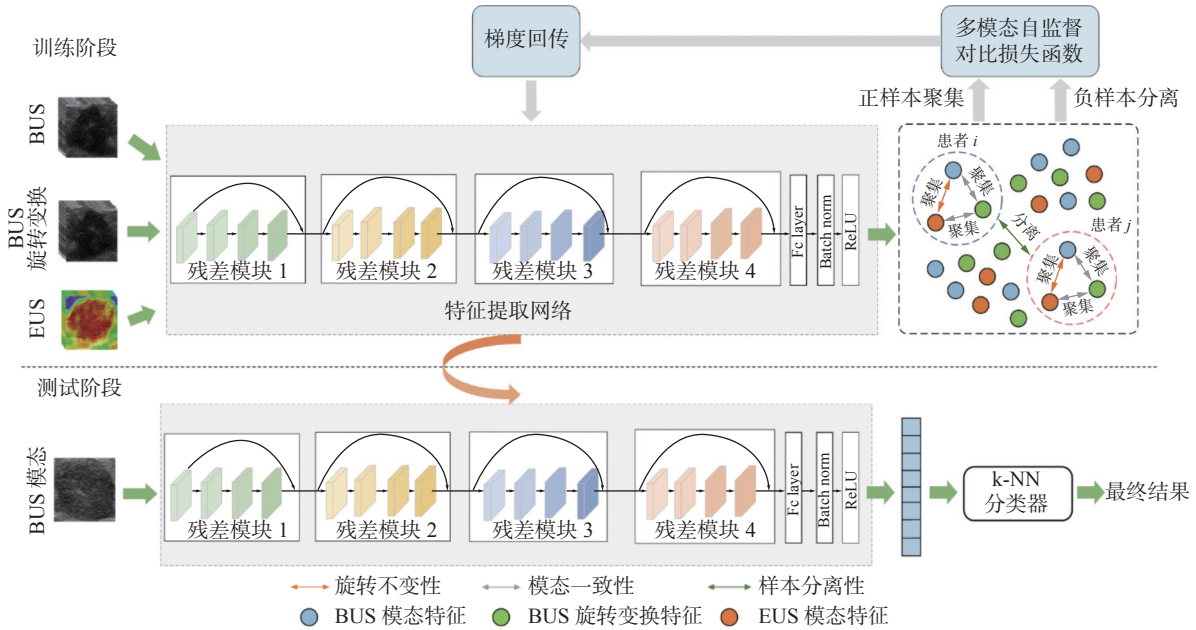 训练阶段
梯度回传
多模态自监督
对比损失函数
正样本聚集
负样本分离
BUS
BUS
旋转变换
EUS
残差模块 1
残差模块 2
残差模块 3
残差模块 4
Fc layer
Batch norm
ReLU
特征提取网络
患者 i
聚集
聚集
聚集
分离
患者 j
聚集
聚集
聚集
测试阶段
BUS 模态
残差模块 1
残差模块 2
残差模块 3
残差模块 4
Fc layer
Batch norm
ReLU
k-NN
分类器
最终结果
旋转不变性
模态一致性
样本分离性
BUS 模态特征
BUS 旋转变换特征
EUS 模态特征